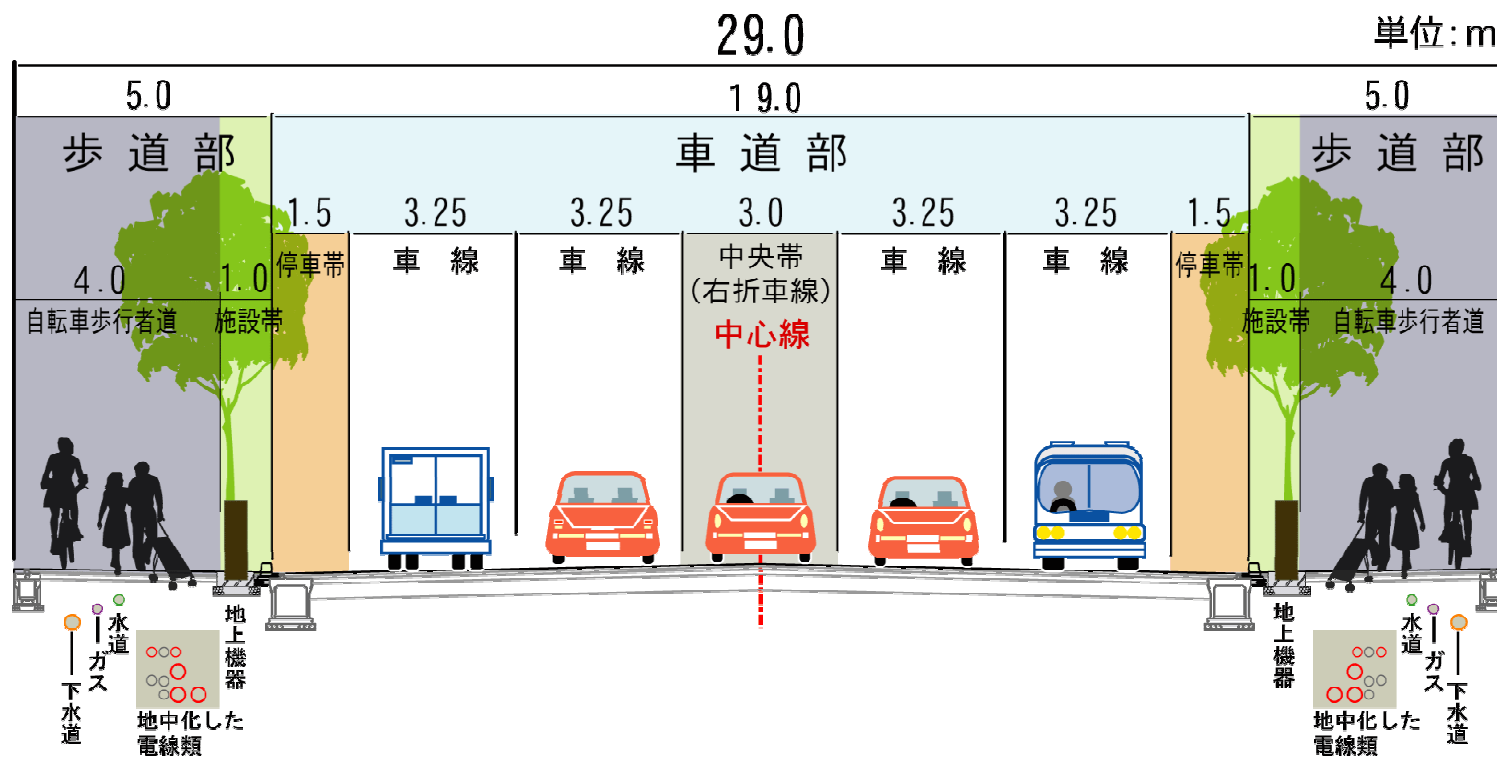 29.0
単位:m
5.0
19.0
5.0
歩道部
車道部
歩道部
1.5
3.25
3.25
3.0
3.25
3.25
1.5
停車帯
車線
車線
中央帯
(右折車線)
中心線
車線
車線
停車帯
4.0
1.0
1.0
4.0
自転車歩行者道
施設帯
施設帯
自転車歩行者道
下水道
ガス
水道
地中化した
電線類
地上機器
地上機器
地中化した
電線類
水道
ガス
下水道